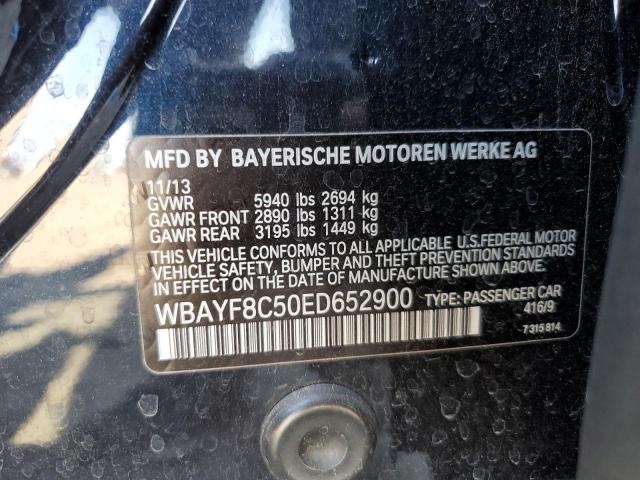 MFD BY BAYERISCHE MOTOREN WERKE AG
11/13
GVWR 5940 lbs 2694 kg
GAWR FRONT 2890 lbs 1311 kg
GAWR REAR 3195 lbs 1449 kg
THIS VEHICLE CONFORMS TO ALL APPLICABLE U.S.FEDERAL MOTOR
VEHICLE SAFETY, BUMPER, AND THEFT PREVENTION STANDARDS
IN EFFECT ON THE DATE OF MANUFACTURE SHOWN ABOVE.
WBAYF8C50ED652900 TYPE: PASSENGER CAR
416/9
7 315 814